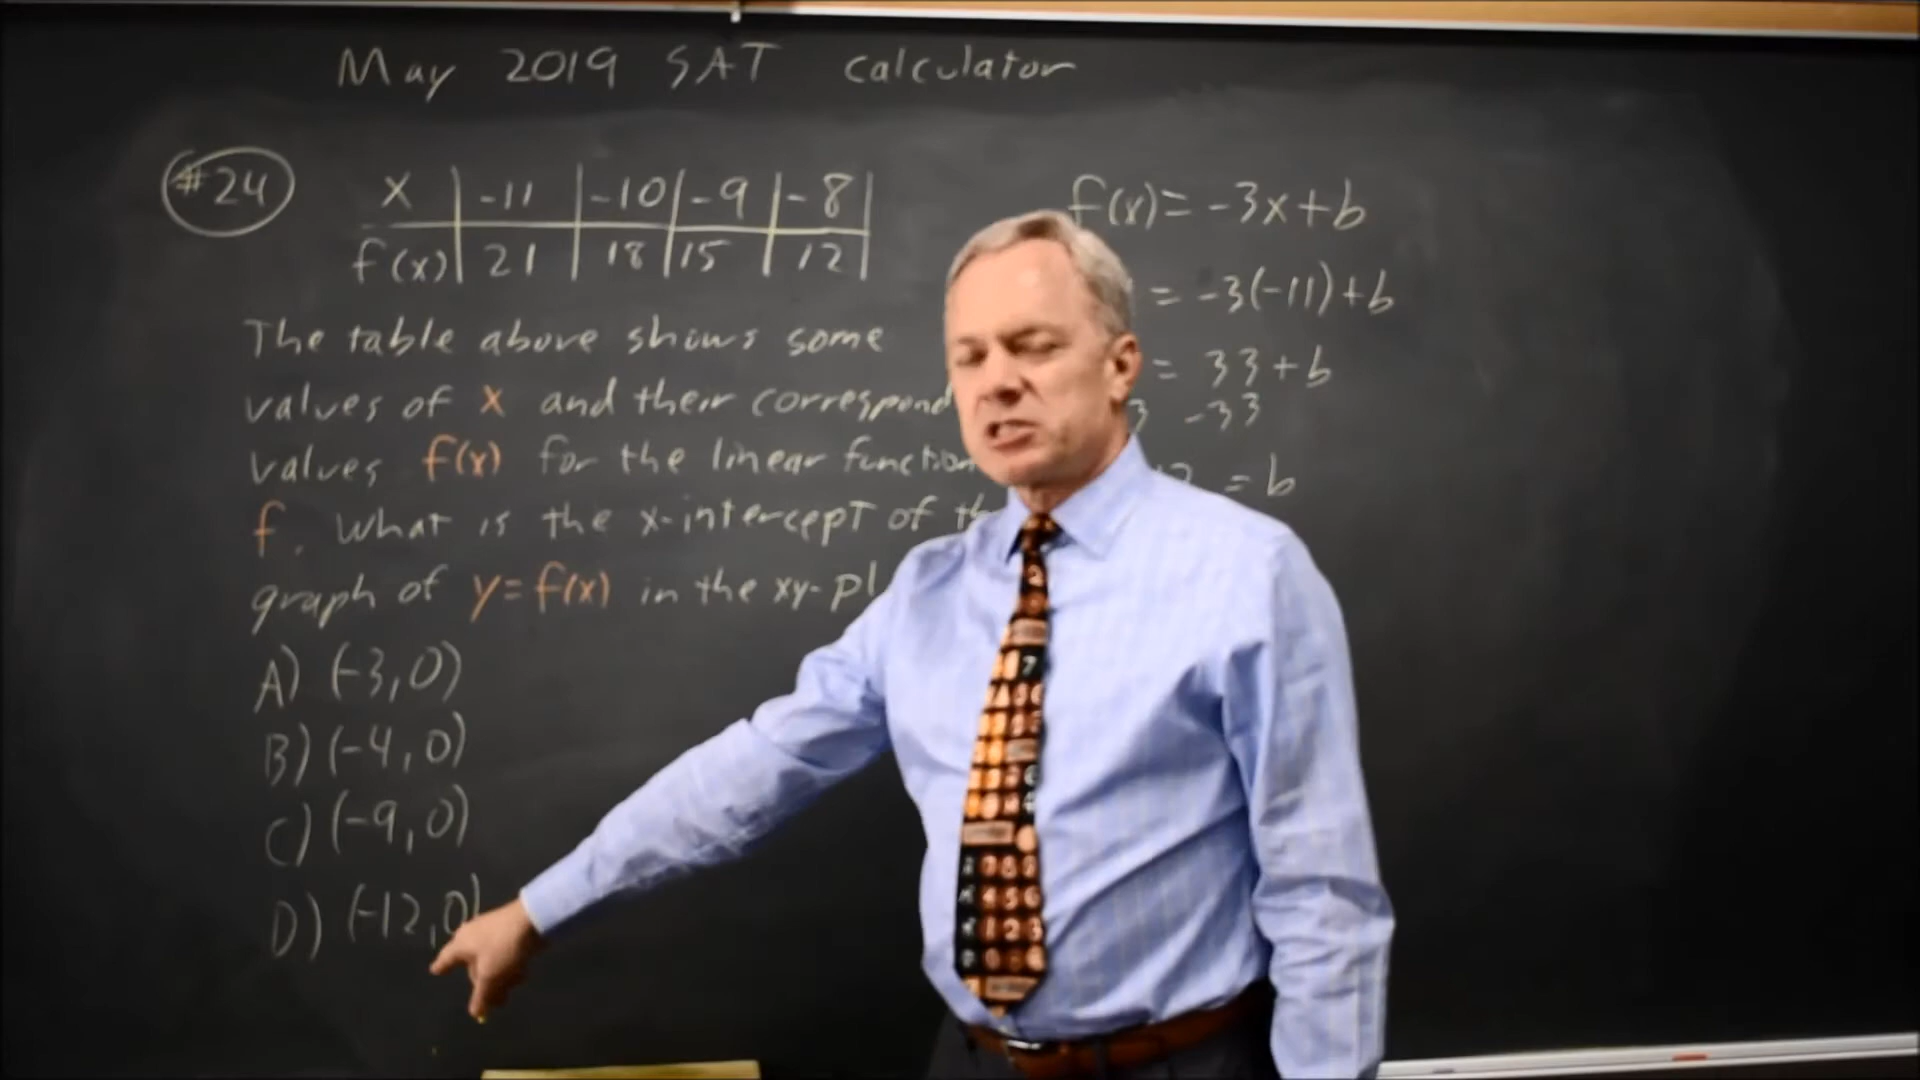 May 2019 SAT calculator
#24
x -11 -10 -9 -8
f(x) 21 18 15 12
The table above shows some
values of x and their correspond
values f(x) for the linear function
f. What is the x-intercept of th
graph of y=f(x) in the xy-pl
A) (-3,0)
B) (-4,0)
C) (-9,0)
D) (-12,0)
f(x)= -3x+b
= -3(-11)+b
= 33+b
3 -33
= b